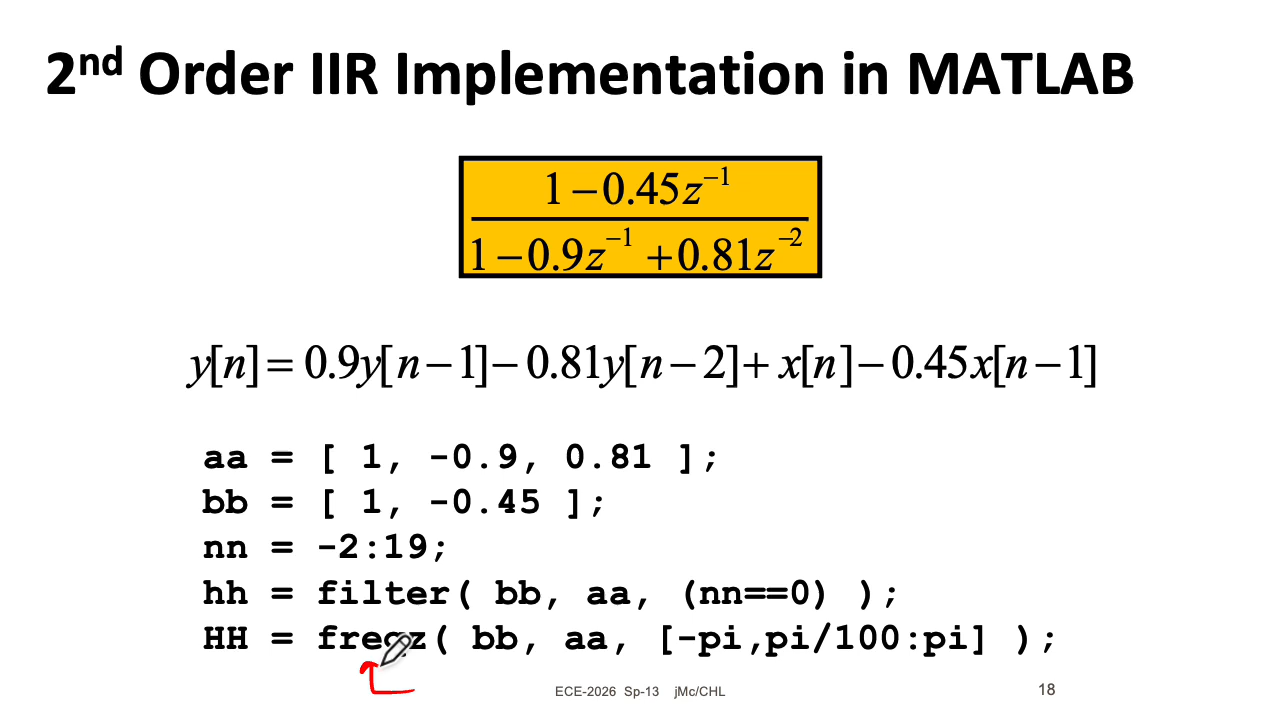 2nd Order IIR Implementation in MATLAB
1 − 0.45z⁻¹
1 − 0.9z⁻¹ + 0.81z⁻²
y[n] = 0.9y[n − 1] − 0.81y[n − 2] + x[n] − 0.45x[n − 1]
aa = [ 1, -0.9, 0.81 ];
bb = [ 1, -0.45 ];
nn = -2:19;
hh = filter( bb, aa, (nn==0) );
HH = freqz( bb, aa, [-pi,pi/100:pi] );
ECE-2026 Sp-13 jMc/CHL
18